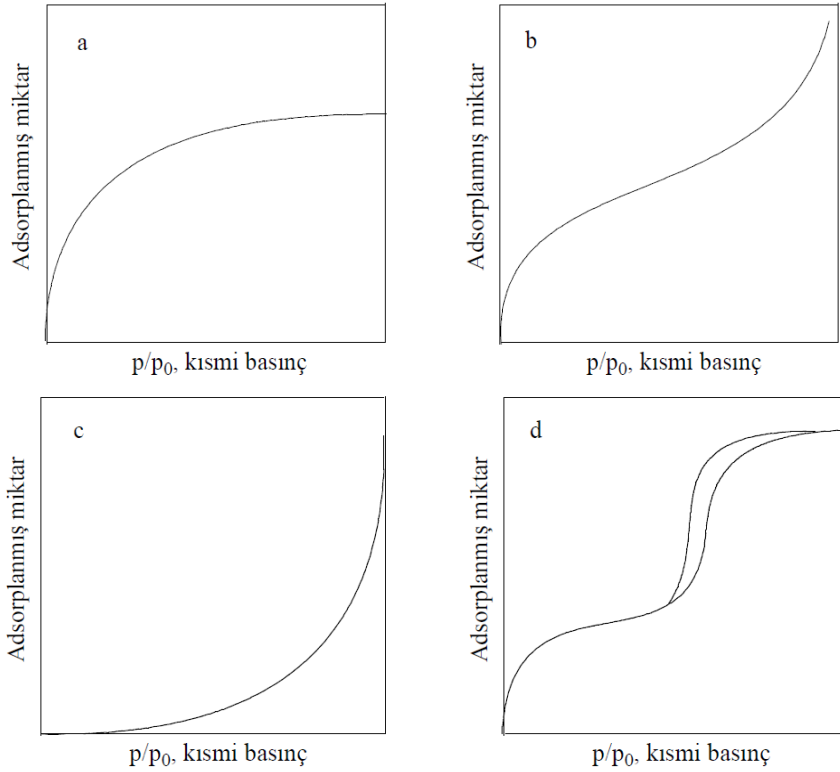 a
Adsorplanmış miktar
p/p0, kısmi basınç
b
Adsorplanmış miktar
p/p0, kısmi basınç
c
Adsorplanmış miktar
p/p0, kısmi basınç
d
Adsorplanmış miktar
p/p0, kısmi basınç